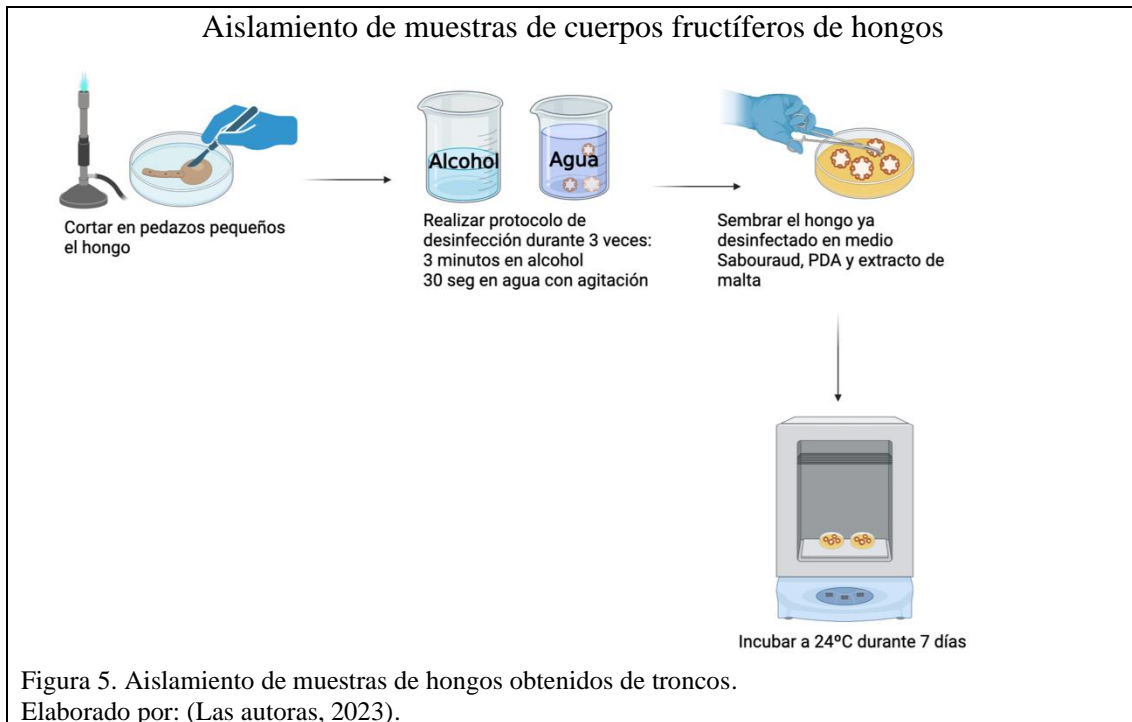 Aislamiento de muestras de cuerpos fructíferos de hongos
Cortar en pedazos pequeños
el hongo
Alcohol
Agua
Realizar protocolo de
desinfección durante 3 veces:
3 minutos en alcohol
30 seg en agua con agitación
Sembrar el hongo ya
desinfectado en medio
Sabouraud, PDA y extracto de
malta
Incubar a 24ºC durante 7 días
Figura 5. Aislamiento de muestras de hongos obtenidos de troncos.
Elaborado por: (Las autoras, 2023).